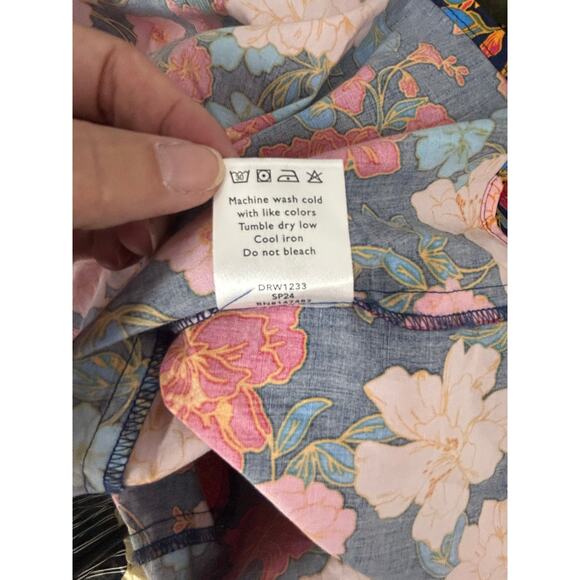 Machine wash cold
with like colors
Tumble dry low
Cool iron
Do not bleach
DRW1233
SP24